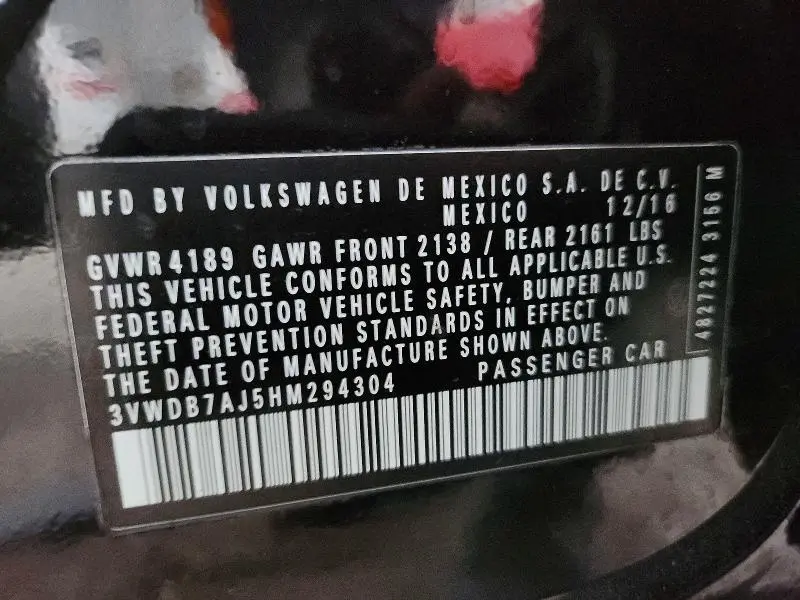 MFD BY VOLKSWAGEN DE MEXICO S.A. DE C.V.
MEXICO 12/16
GVWR 4189 GAWR FRONT 2138 / REAR 2161 LBS
THIS VEHICLE CONFORMS TO ALL APPLICABLE U.S.
FEDERAL MOTOR VEHICLE SAFETY, BUMPER AND
THEFT PREVENTION STANDARDS IN EFFECT ON
THE DATE OF MANUFACTURE SHOWN ABOVE.
3VWDB7AJ5HM294304 PASSENGER CAR
4827224 3156 M